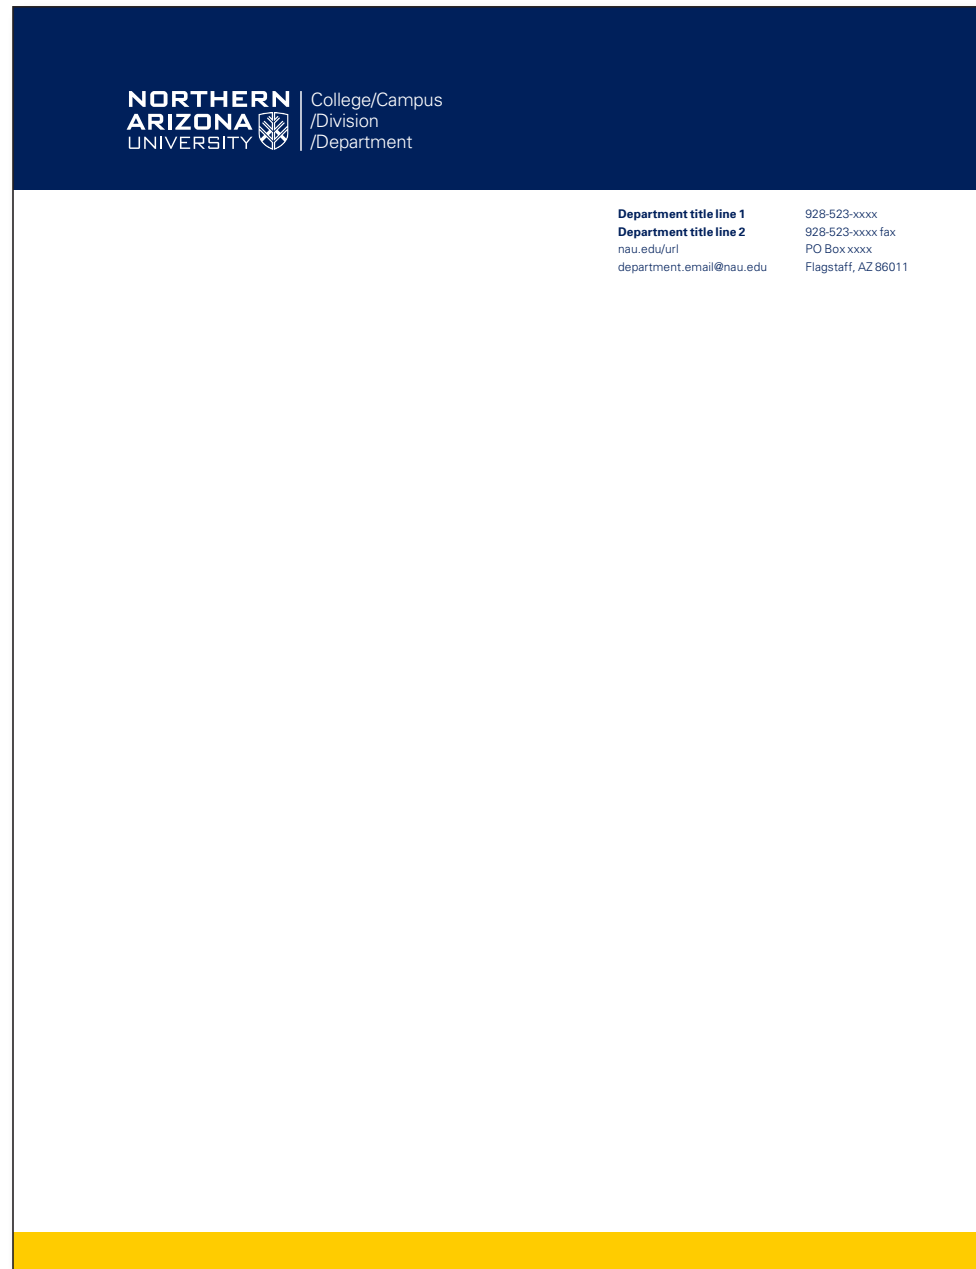 NORTHERN
ARIZONA
UNIVERSITY
College/Campus
/Division
/Department
Department title line 1
Department title line 2
nau.edu/url
department.email@nau.edu
928-523-xxxx
928-523-xxxx fax
PO Box xxxx
Flagstaff, AZ 86011